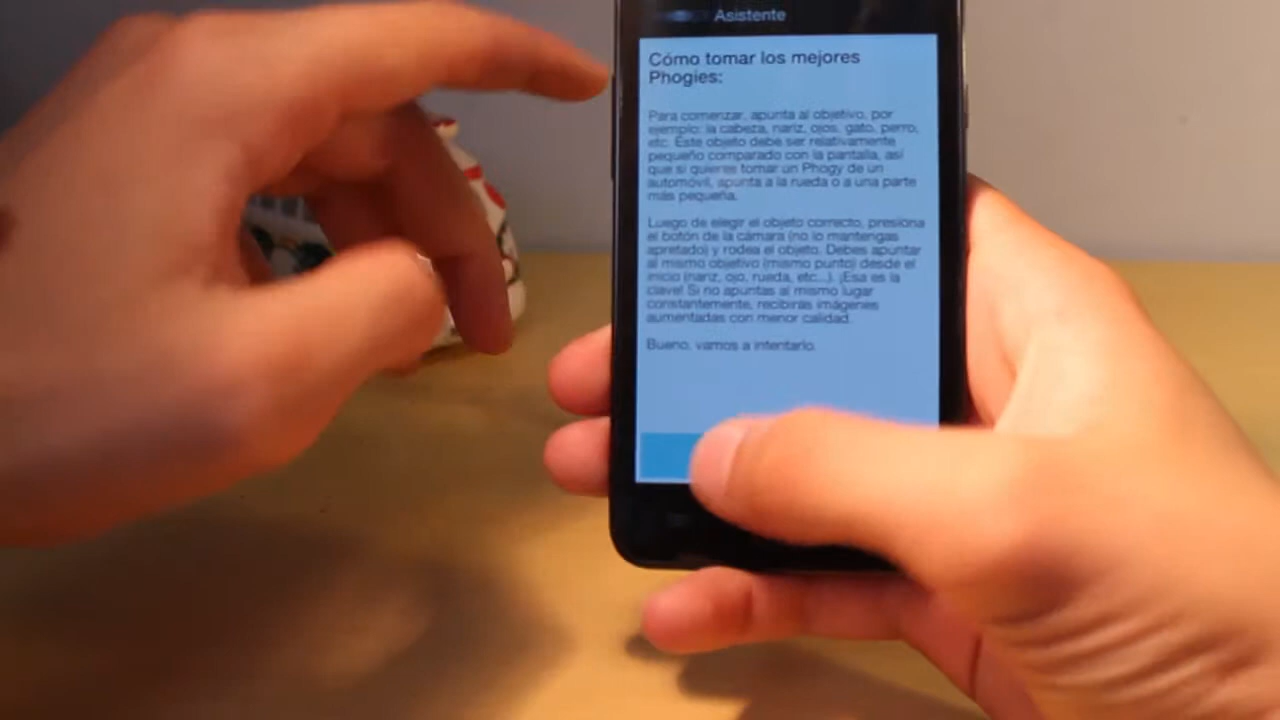 Asistente
Cómo tomar los mejores
Phogies:
Para comenzar, apunta al objetivo, por
ejemplo: la cabeza, nariz, ojos, gato, perro,
etc. Este objeto debe ser relativamente
pequeño comparado con la pantalla, así
que si quieres tomar un Phogy de un
automóvil, apunta a la rueda o a una parte
más pequeña.
Luego de elegir el objeto correcto, presiona
el botón de la cámara (no lo mantengas
apretado) y rodea el objeto. Debes apuntar
al mismo objetivo (mismo punto) desde el
inicio (nariz, ojo, rueda, etc...). ¡Esa es la
clave! Si no apuntas al mismo lugar
constantemente, recibirás imágenes
aumentadas con menor calidad.
Bueno, vamos a intentarlo.